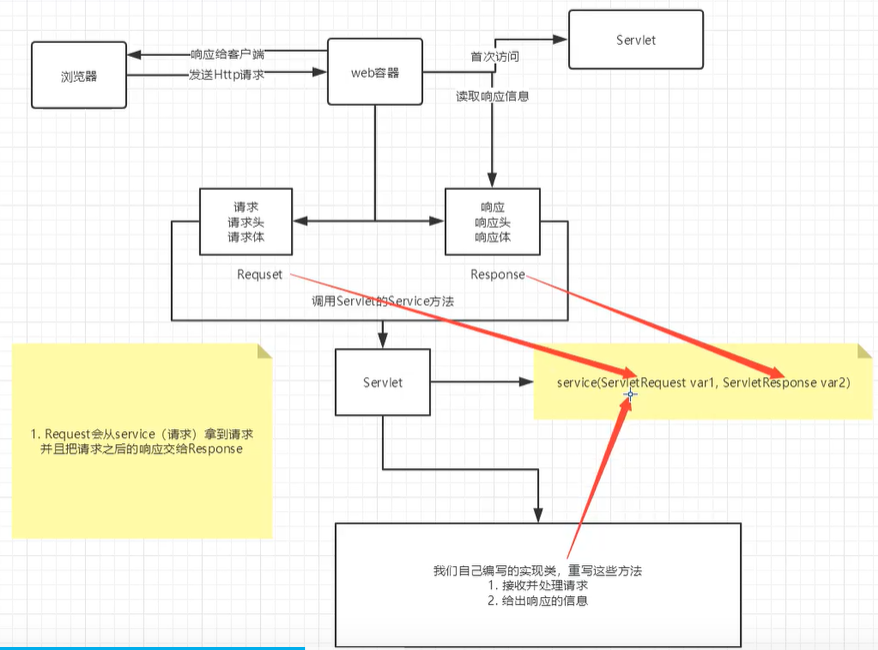 Servlet
浏览器
响应给客户端
发送Http请求
web容器
首次访问
读取响应信息
请求
请求头
请求体
响应
响应头
响应体
Requset
Response
调用Servlet的Service方法
Servlet
service(ServletRequest var1, ServletResponse var2)
1. Request会从service（请求）拿到请求
并且把请求之后的响应交给Response
我们自己编写的实现类，重写这些方法
1. 接收并处理请求
2. 给出响应的信息